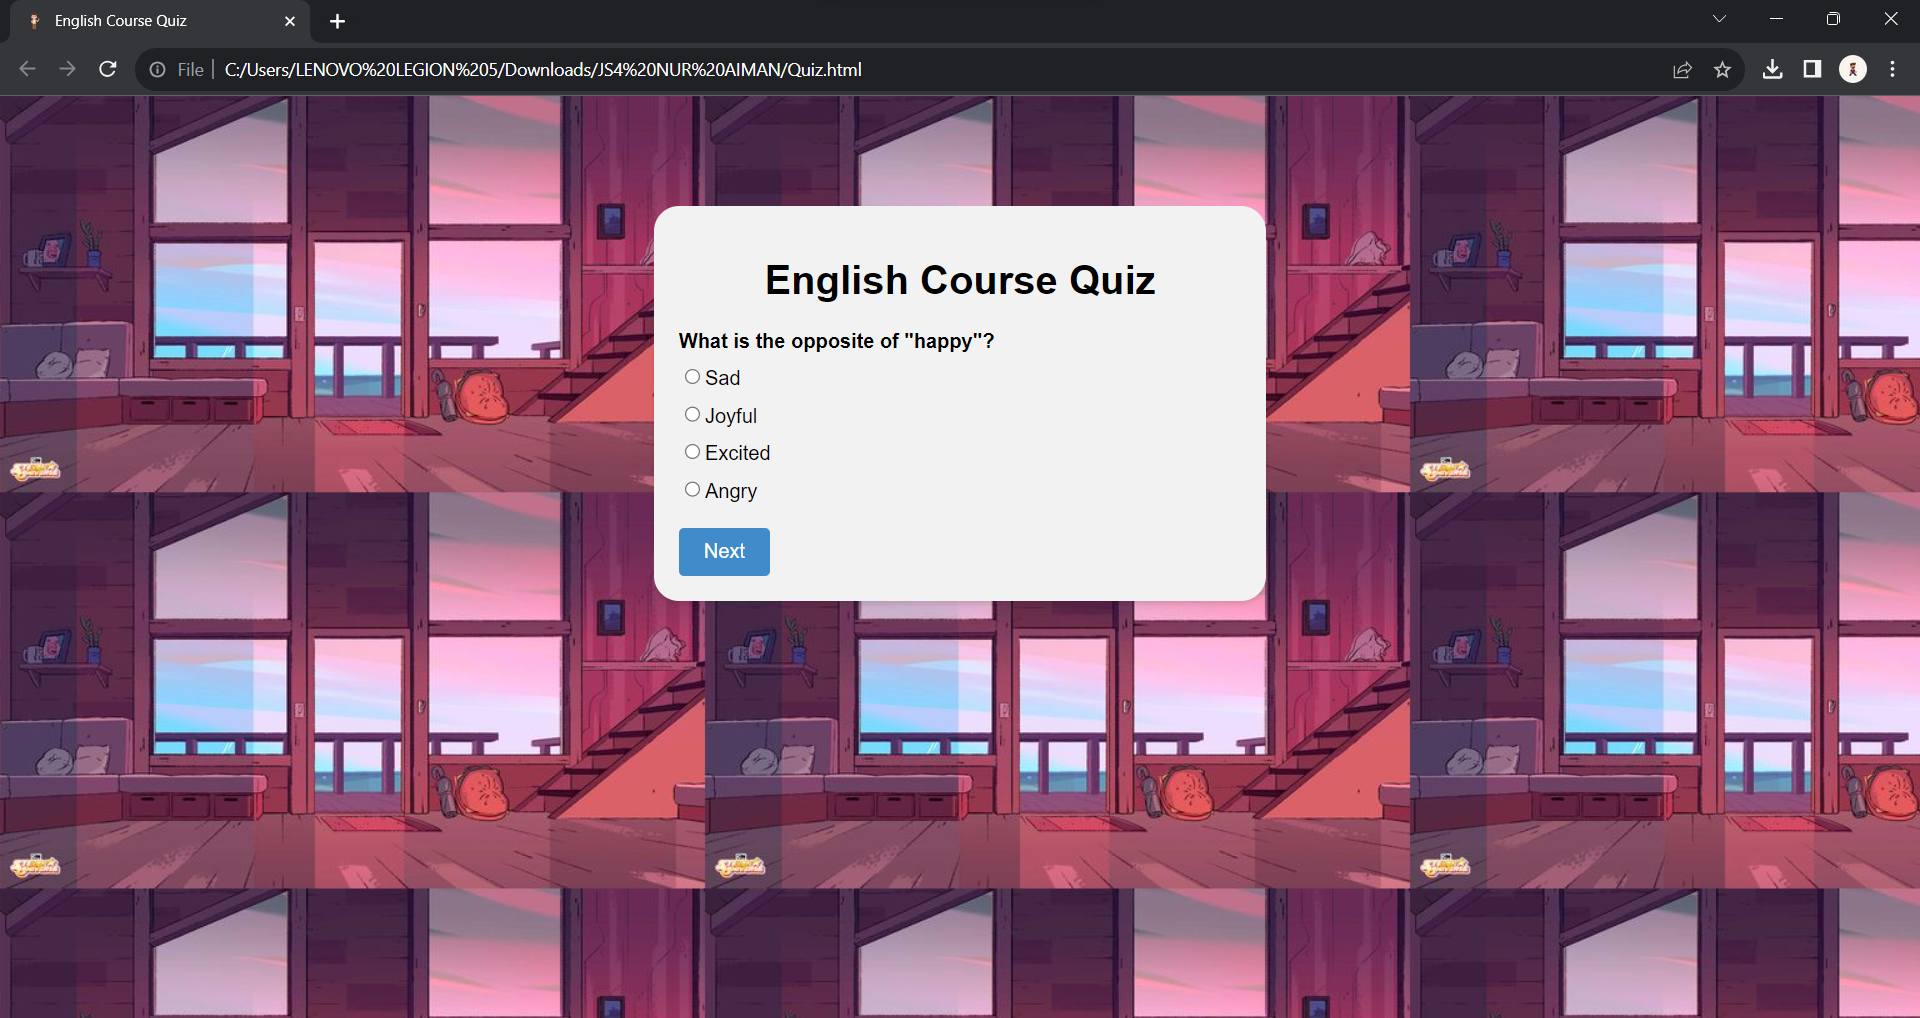 English Course Quiz
File
C:/Users/LENOVO%20LEGION%205/Downloads/JS4%20NUR%20AIMAN/Quiz.html
English Course Quiz
What is the opposite of "happy"?
Sad
Joyful
Excited
Angry
Next